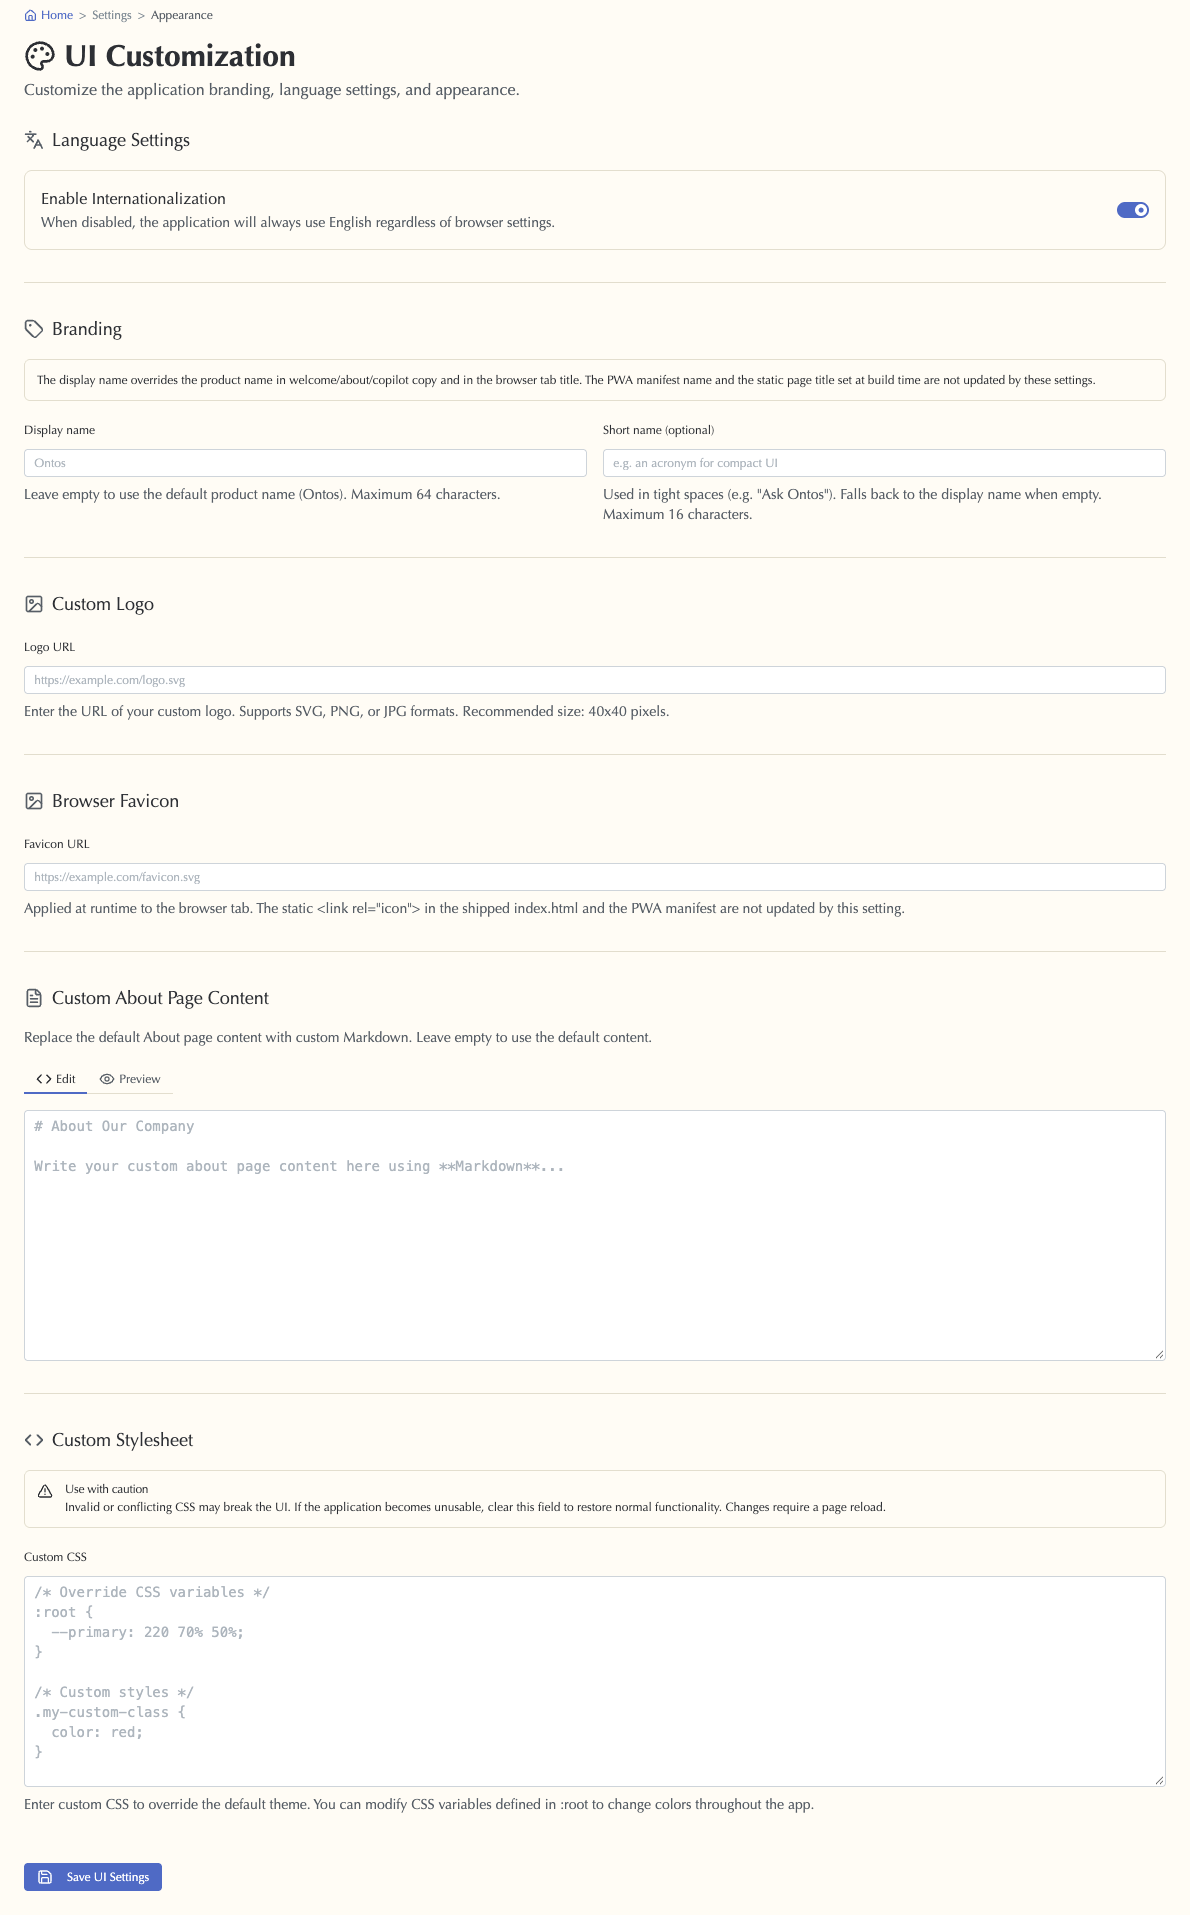 Home > Settings > Appearance
UI Customization
Customize the application branding, language settings, and appearance.
Language Settings
Enable Internationalization
When disabled, the application will always use English regardless of browser settings.
Branding
The display name overrides the product name in welcome/about/copilot copy and in the browser tab title. The PWA manifest name and the static page title set at build time are not updated by these settings.
Display name
Ontos
Leave empty to use the default product name (Ontos). Maximum 64 characters.
Short name (optional)
e.g. an acronym for compact UI
Used in tight spaces (e.g. "Ask Ontos"). Falls back to the display name when empty.
Maximum 16 characters.
Custom Logo
Logo URL
https://example.com/logo.svg
Enter the URL of your custom logo. Supports SVG, PNG, or JPG formats. Recommended size: 40x40 pixels.
Browser Favicon
Favicon URL
https://example.com/favicon.svg
Applied at runtime to the browser tab. The static <link rel="icon"> in the shipped index.html and the PWA manifest are not updated by this setting.
Custom About Page Content
Replace the default About page content with custom Markdown. Leave empty to use the default content.
Edit Preview
# About Our Company
Write your custom about page content here using **Markdown**...
Custom Stylesheet
Use with caution
Invalid or conflicting CSS may break the UI. If the application becomes unusable, clear this field to restore normal functionality. Changes require a page reload.
Custom CSS
/* Override CSS variables */
:root {
--primary: 220 70% 50%;
}
/* Custom styles */
.my-custom-class {
color: red;
}
Enter custom CSS to override the default theme. You can modify CSS variables defined in :root to change colors throughout the app.
Save UI Settings